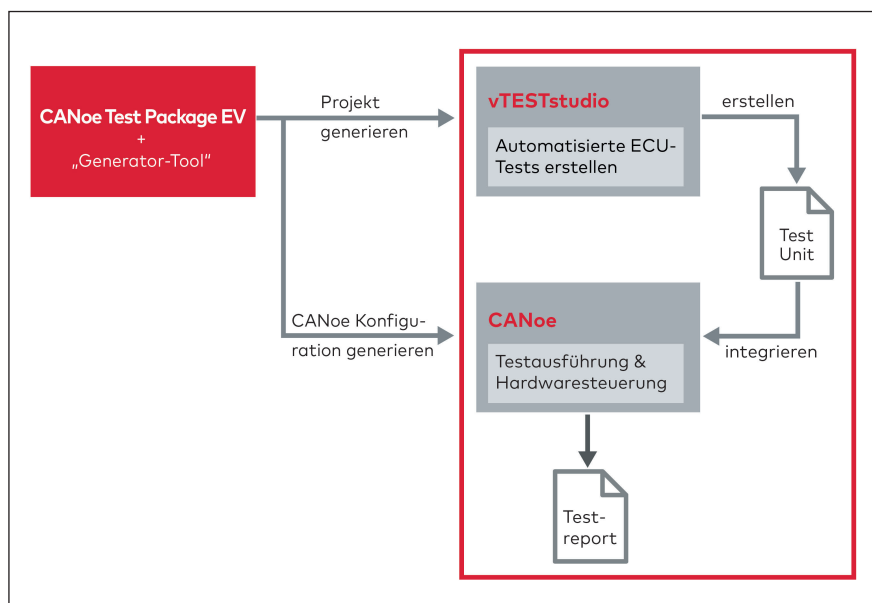 CANoe Test Package EV
+
„Generator-Tool“
Projekt
generieren
vTESTstudio
Automatisierte ECU-
Tests erstellen
erstellen
Test
Unit
CANoe Konfigu-
ration generieren
CANoe
Testausführung &
Hardwaresteuerung
integrieren
Test-
report